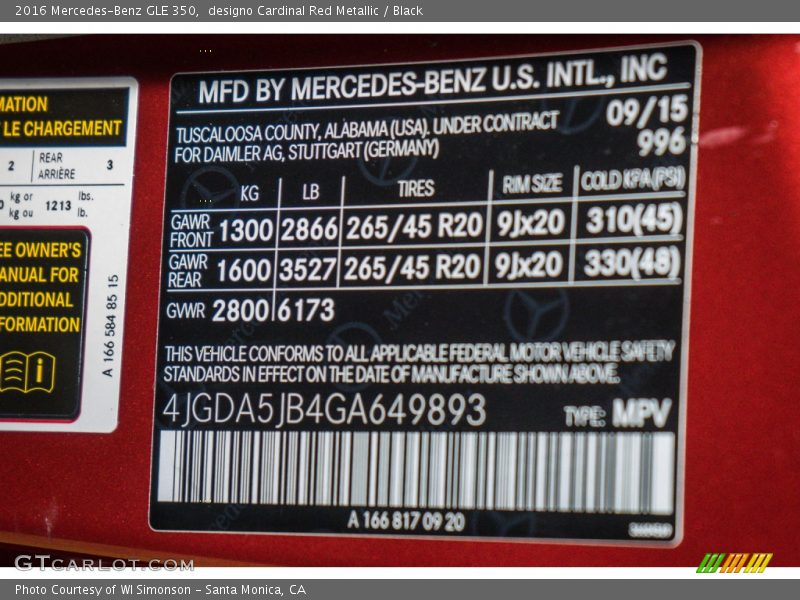 2016 Mercedes-Benz GLE 350,  designo Cardinal Red Metallic / Black
MATION
LE CHARGEMENT
2 REAR ARRIÈRE 3
kg or lbs.
kg ou 1213 lb.
EE OWNER'S
ANUAL FOR
DDITIONAL
FORMATION
A 166 584 85 15
MFD BY MERCEDES-BENZ U.S. INTL., INC
TUSCALOOSA COUNTY, ALABAMA (USA). UNDER CONTRACT 09/15
FOR DAIMLER AG, STUTTGART (GERMANY) 996
KG LB TIRES RIM SIZE COLD KPA(PSI)
GAWR FRONT 1300 2866 265/45 R20 9Jx20 310(45)
GAWR REAR 1600 3527 265/45 R20 9Jx20 330(48)
GWR 2800 6173
THIS VEHICLE CONFORMS TO ALL APPLICABLE FEDERAL MOTOR VEHICLE SAFETY
STANDARDS IN EFFECT ON THE DATE OF MANUFACTURE SHOWN ABOVE.
4JGDA5JB4GA649893 TYPE: MPV
A 166 817 09 20
GTCARLOT.COM
Photo Courtesy of WI Simonson - Santa Monica, CA